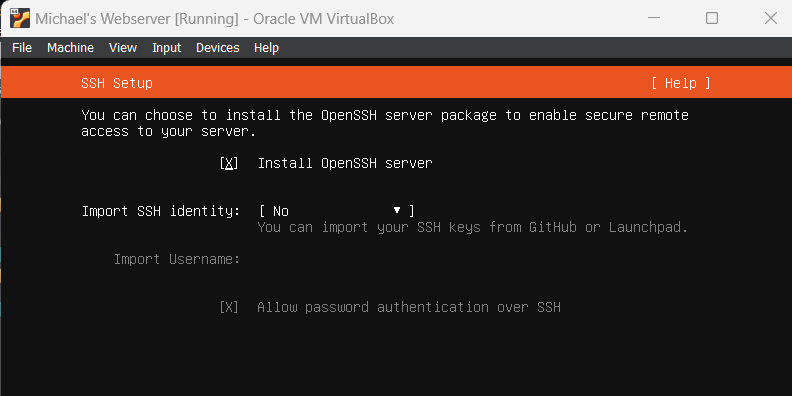 Michael's Webserver [Running] - Oracle VM VirtualBox
File Machine View Input Devices Help
SSH Setup [ Help ]
You can choose to install the OpenSSH server package to enable secure remote
access to your server.
[X] Install OpenSSH server
Import SSH identity: [ No ▼ ]
You can import your SSH keys from GitHub or Launchpad.
Import Username:
[X] Allow password authentication over SSH